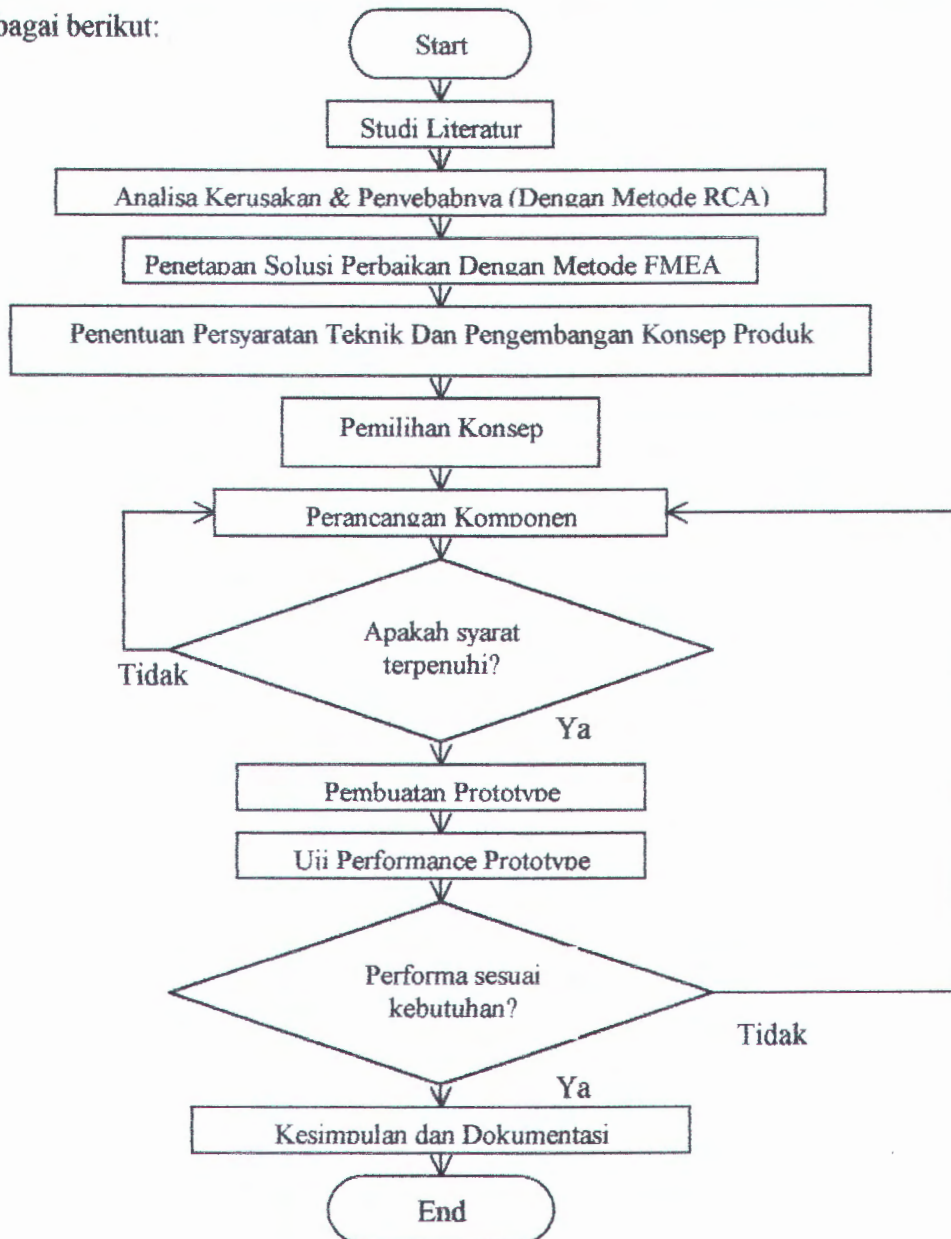 bagai berikut:
Start
Studi Literatur
Analisa Kerusakan & Penyebabnya (Dengan Metode RCA)
Penetapan Solusi Perbaikan Dengan Metode FMEA
Penentuan Persyaratan Teknik Dan Pengembangan Konsep Produk
Pemilihan Konsep
Perancangan Komponen
Apakah syarat
terpenuhi?
Tidak
Ya
Pembuatan Prototype
Uji Performance Prototype
Performa sesuai
kebutuhan?
Tidak
Ya
Kesimpulan dan Dokumentasi
End